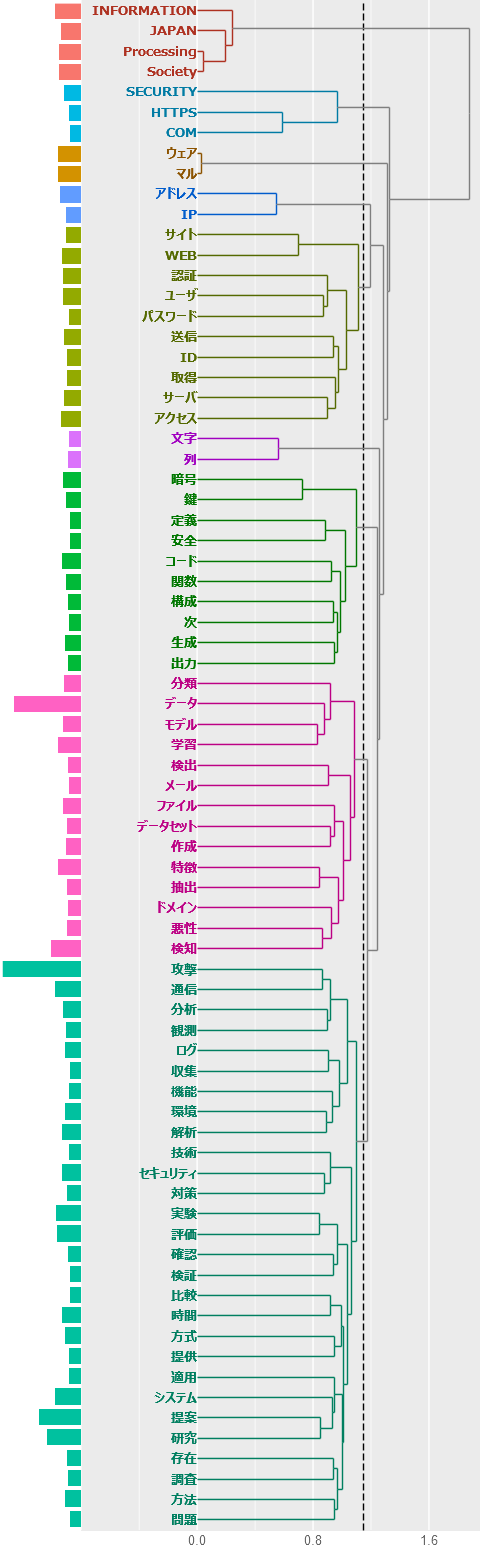 INFORMATION
JAPAN
Processing
Society
SECURITY
HTTPS
COM
ウェア
マル
アドレス
IP
サイト
WEB
認証
ユーザ
パスワード
送信
ID
取得
サーバ
アクセス
文字
列
暗号
鍵
定義
安全
コード
関数
構成
次
生成
出力
分類
データ
モデル
学習
検出
メール
ファイル
データセット
作成
特徴
抽出
ドメイン
悪性
検知
攻撃
通信
分析
観測
ログ
収集
機能
環境
解析
技術
セキュリティ
対策
実験
評価
確認
検証
比較
時間
方式
提供
適用
システム
提案
研究
存在
調査
方法
問題
0.0 0.8 1.6